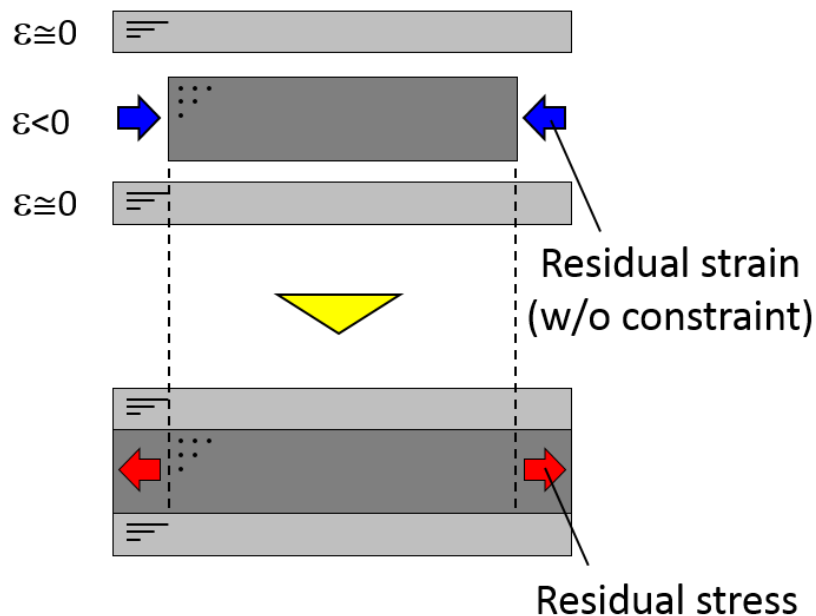 ε≅0
ε<0
ε≅0
Residual strain
(w/o constraint)
Residual stress